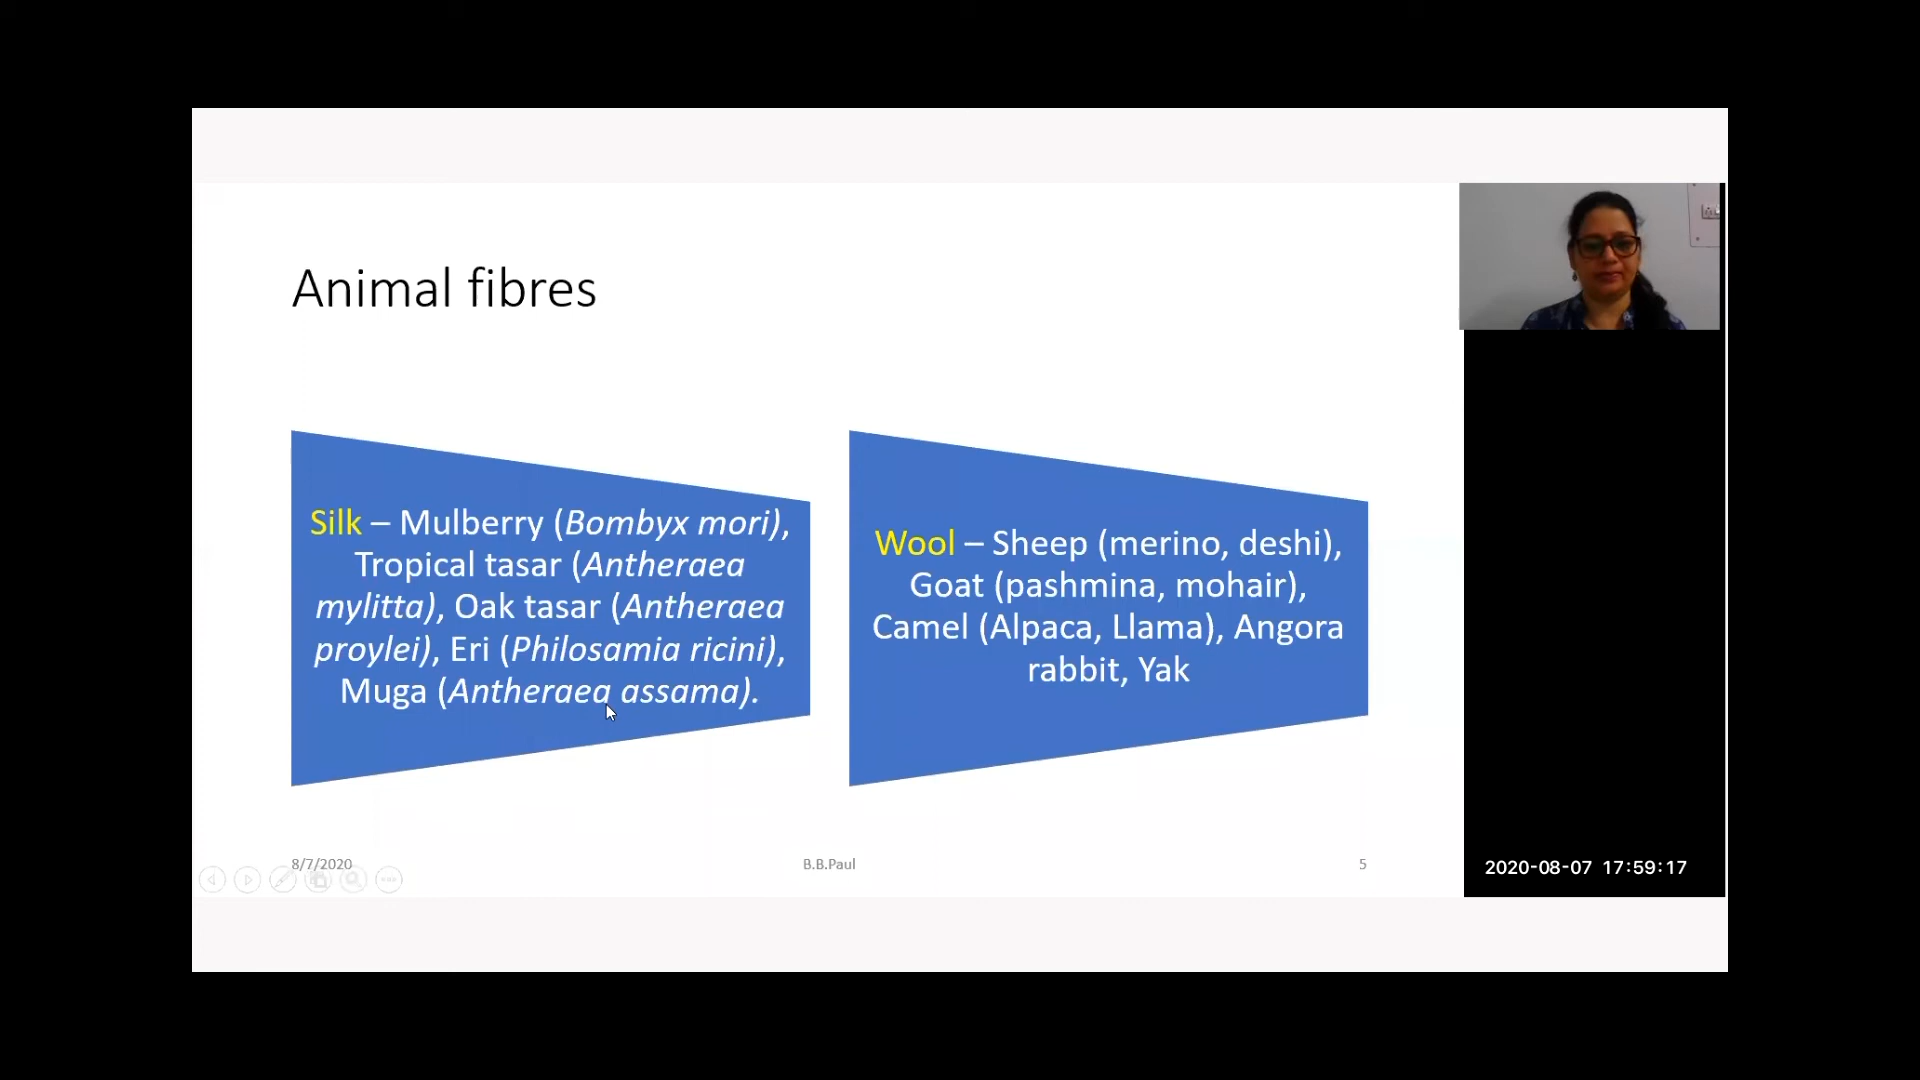 Animal fibres
Silk – Mulberry (Bombyx mori),
Tropical tasar (Antheraea
mylitta), Oak tasar (Antheraea
proylei), Eri (Philosamia ricini),
Muga (Antheraea assama).
Wool – Sheep (merino, deshi),
Goat (pashmina, mohair),
Camel (Alpaca, Llama), Angora
rabbit, Yak
8/7/2020
B.B.Paul
5
2020-08-07 17:59:17